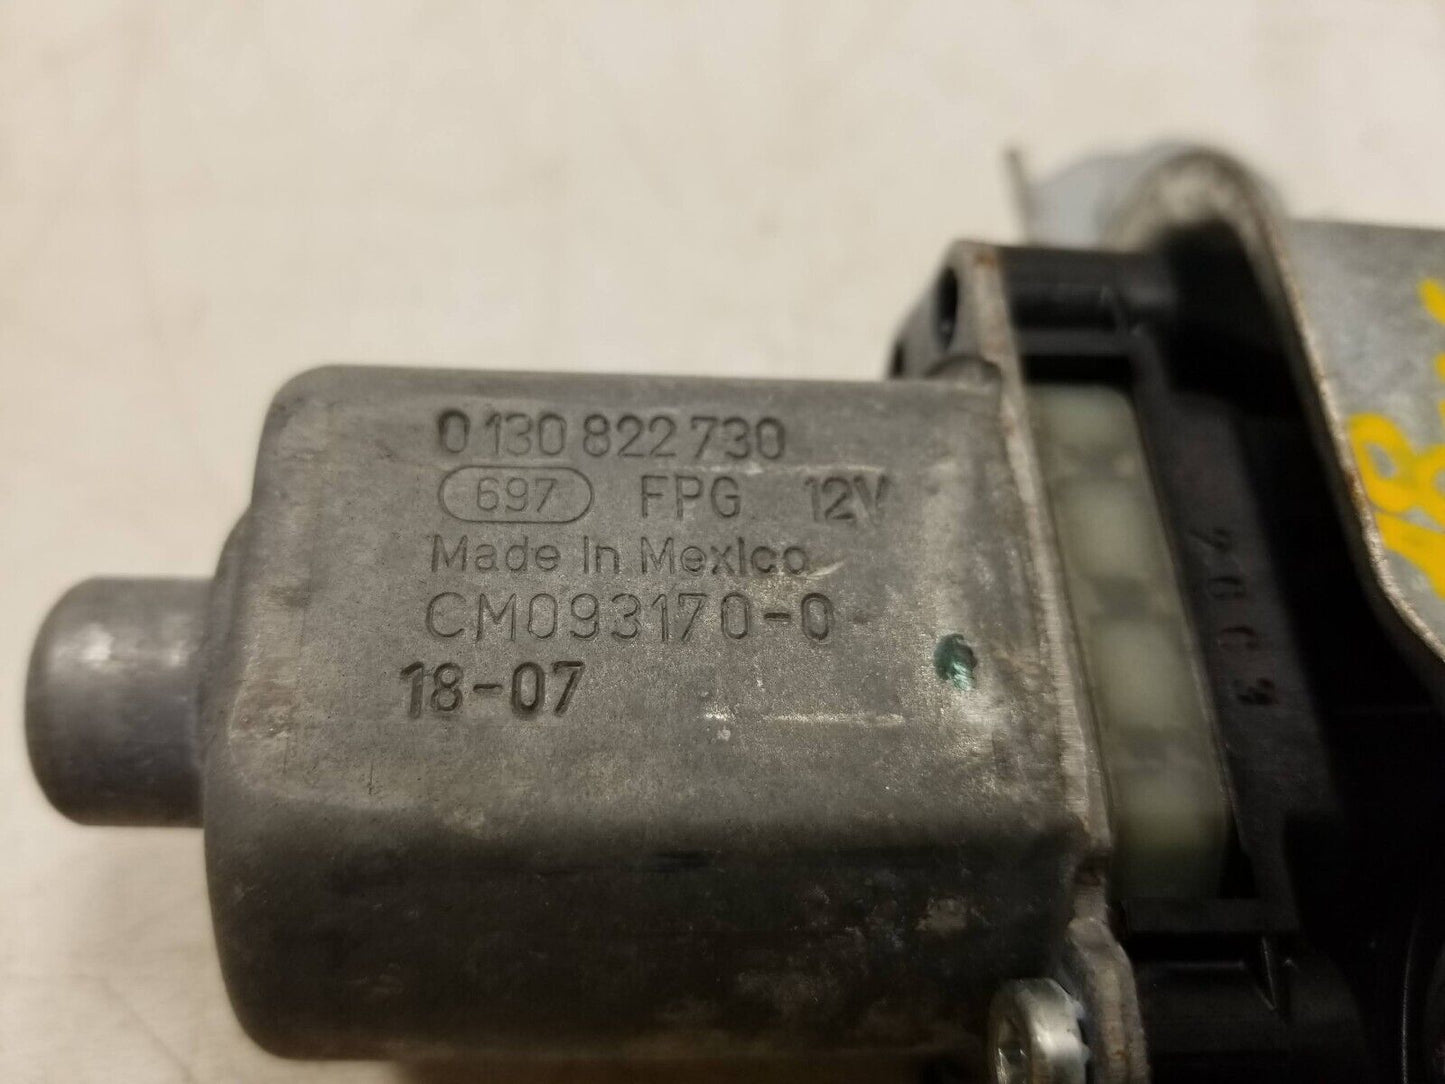 0 130 822 730
697 FPG 12V
Made in Mexico
CM093170-0
18-07